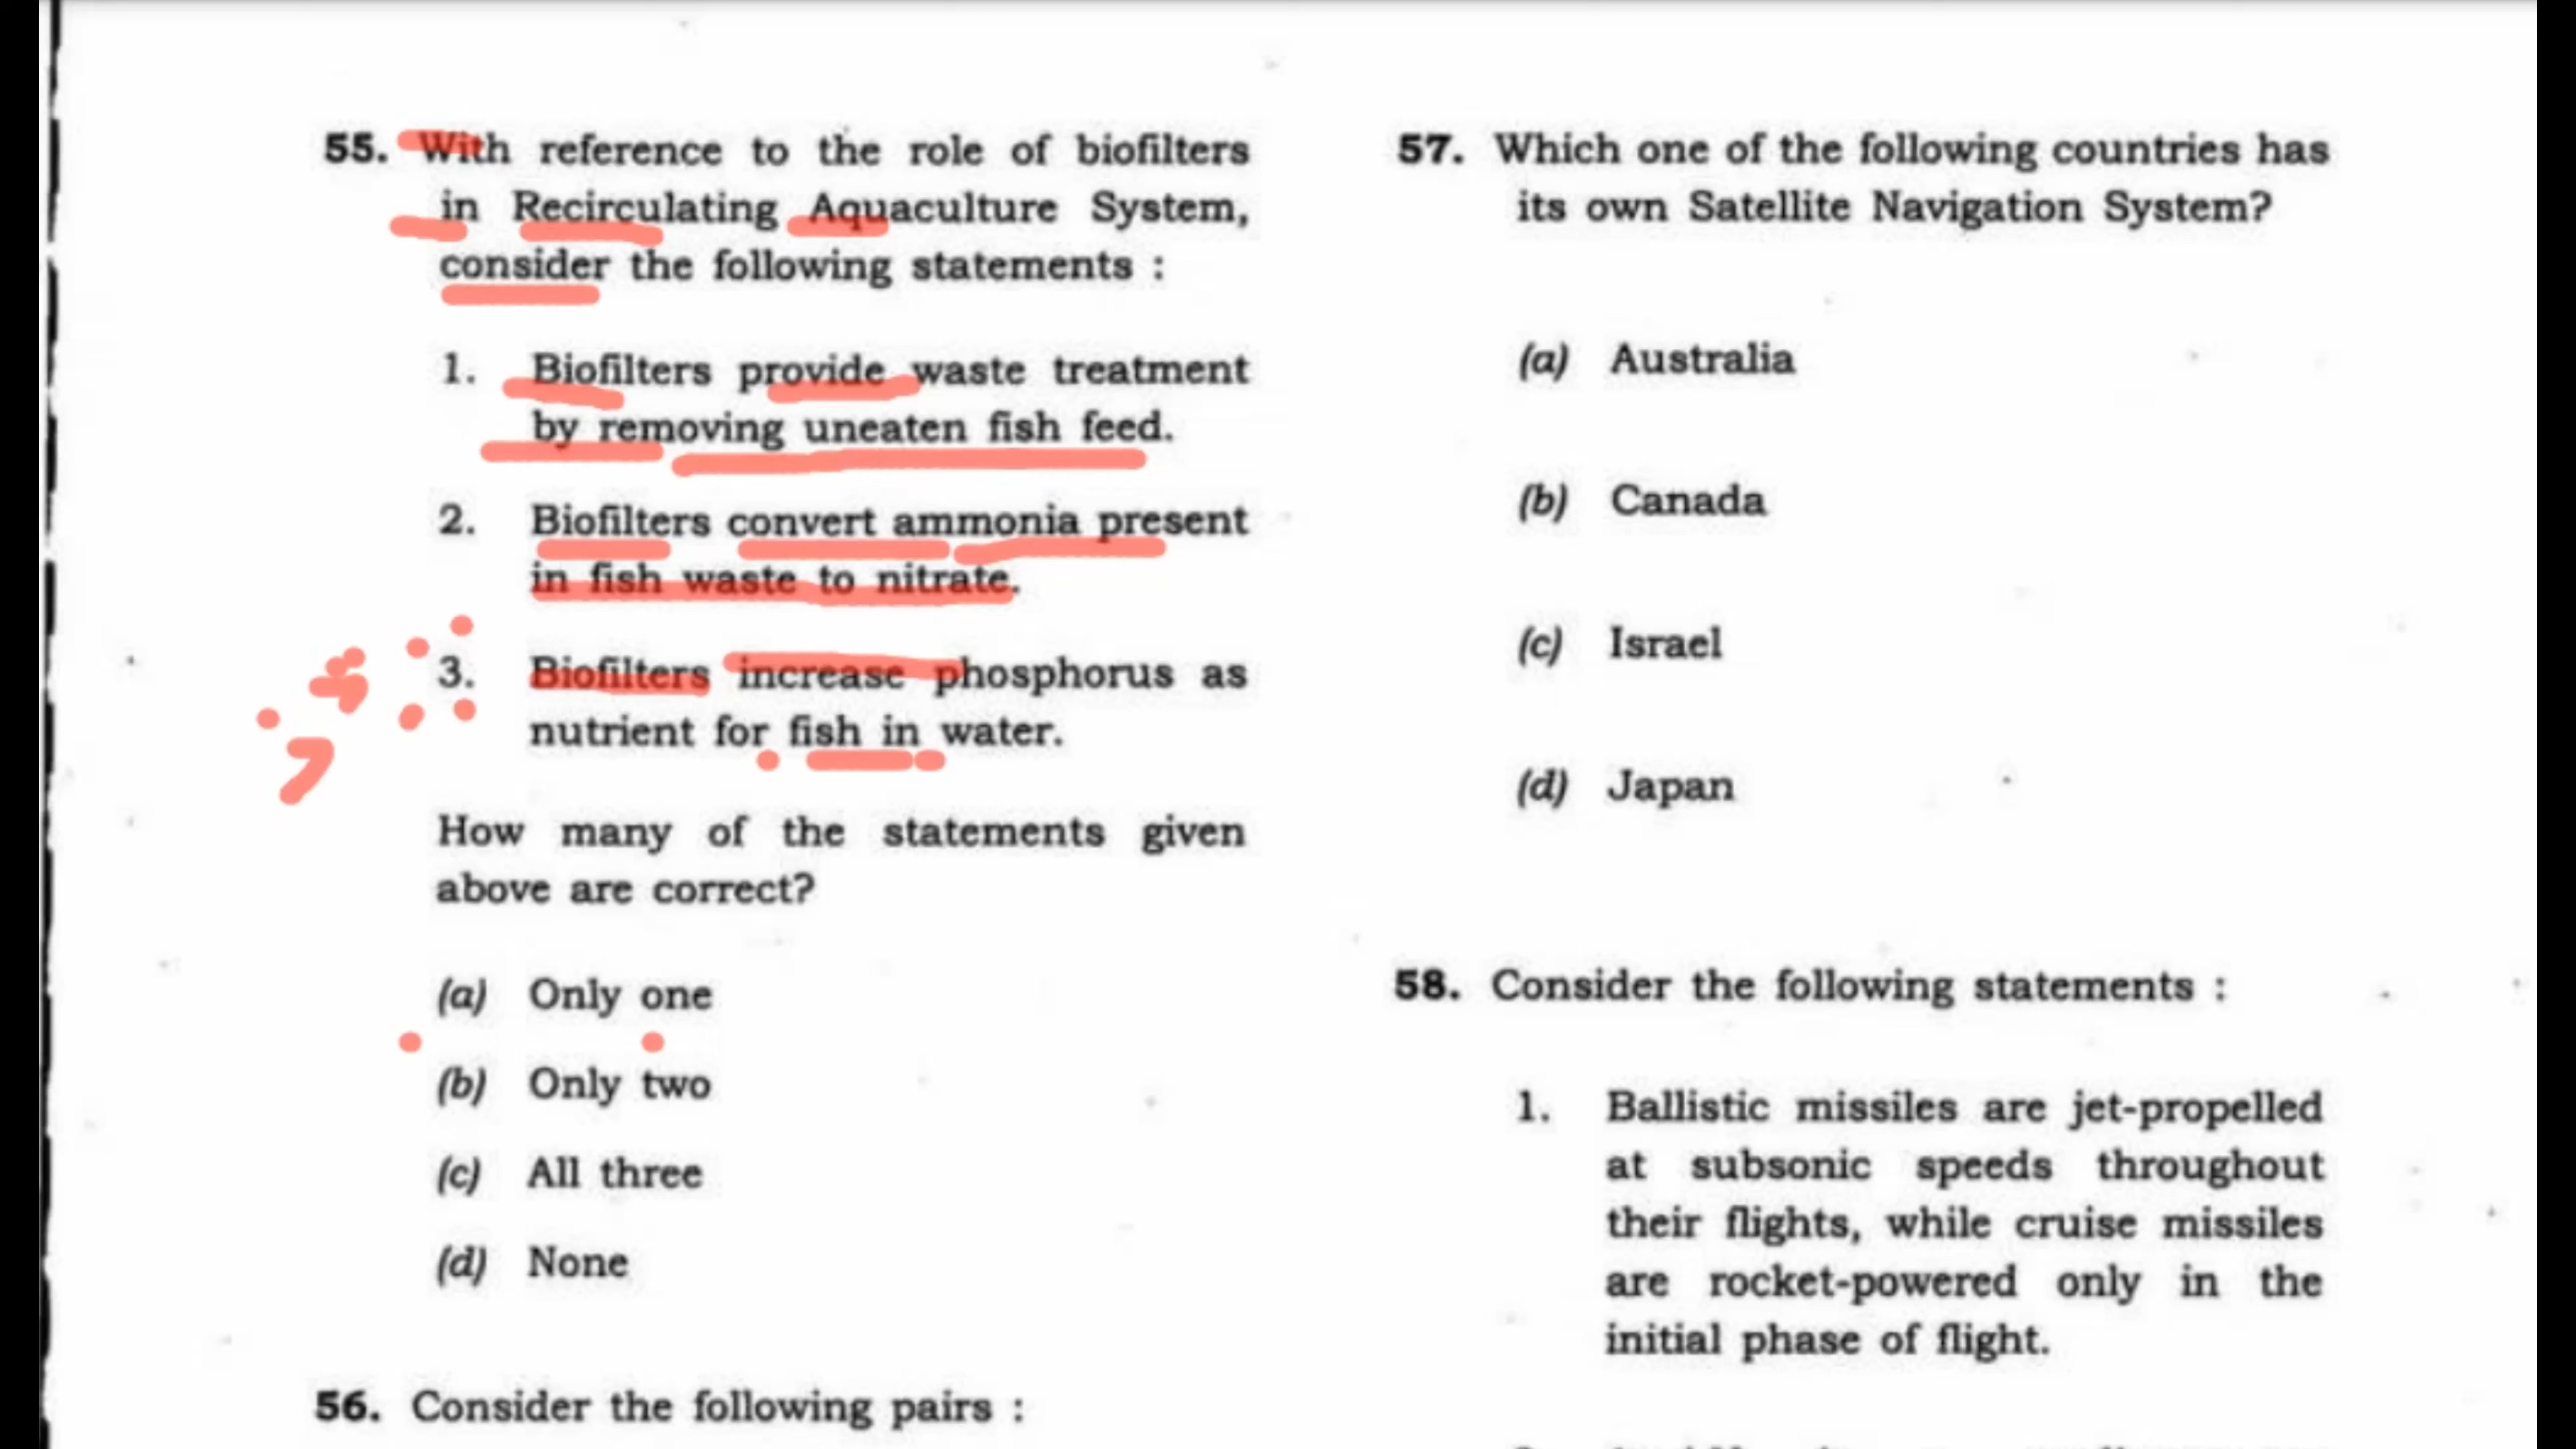 55. With reference to the role of biofilters
in Recirculating Aquaculture System,
consider the following statements :
1. Biofilters provide waste treatment
by removing uneaten fish feed.
2. Biofilters convert ammonia present
in fish waste to nitrate.
3. Biofilters increase phosphorus as
nutrient for fish in water.
How many of the statements given
above are correct?
(a) Only one
(b) Only two
(c) All three
(d) None
56. Consider the following pairs :
57. Which one of the following countries has
its own Satellite Navigation System?
(a) Australia
(b) Canada
(c) Israel
(d) Japan
58. Consider the following statements :
1. Ballistic missiles are jet-propelled
at subsonic speeds throughout
their flights, while cruise missiles
are rocket-powered only in the
initial phase of flight.